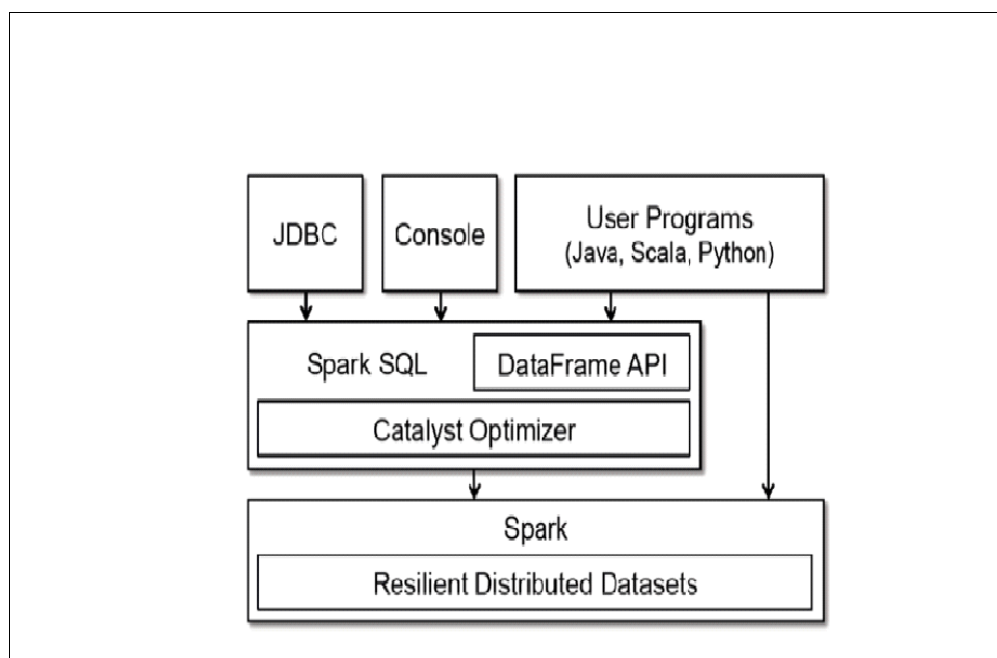 JDBC
Console
User Programs
(Java, Scala, Python)
Spark SQL
DataFrame API
Catalyst Optimizer
Spark
Resilient Distributed Datasets